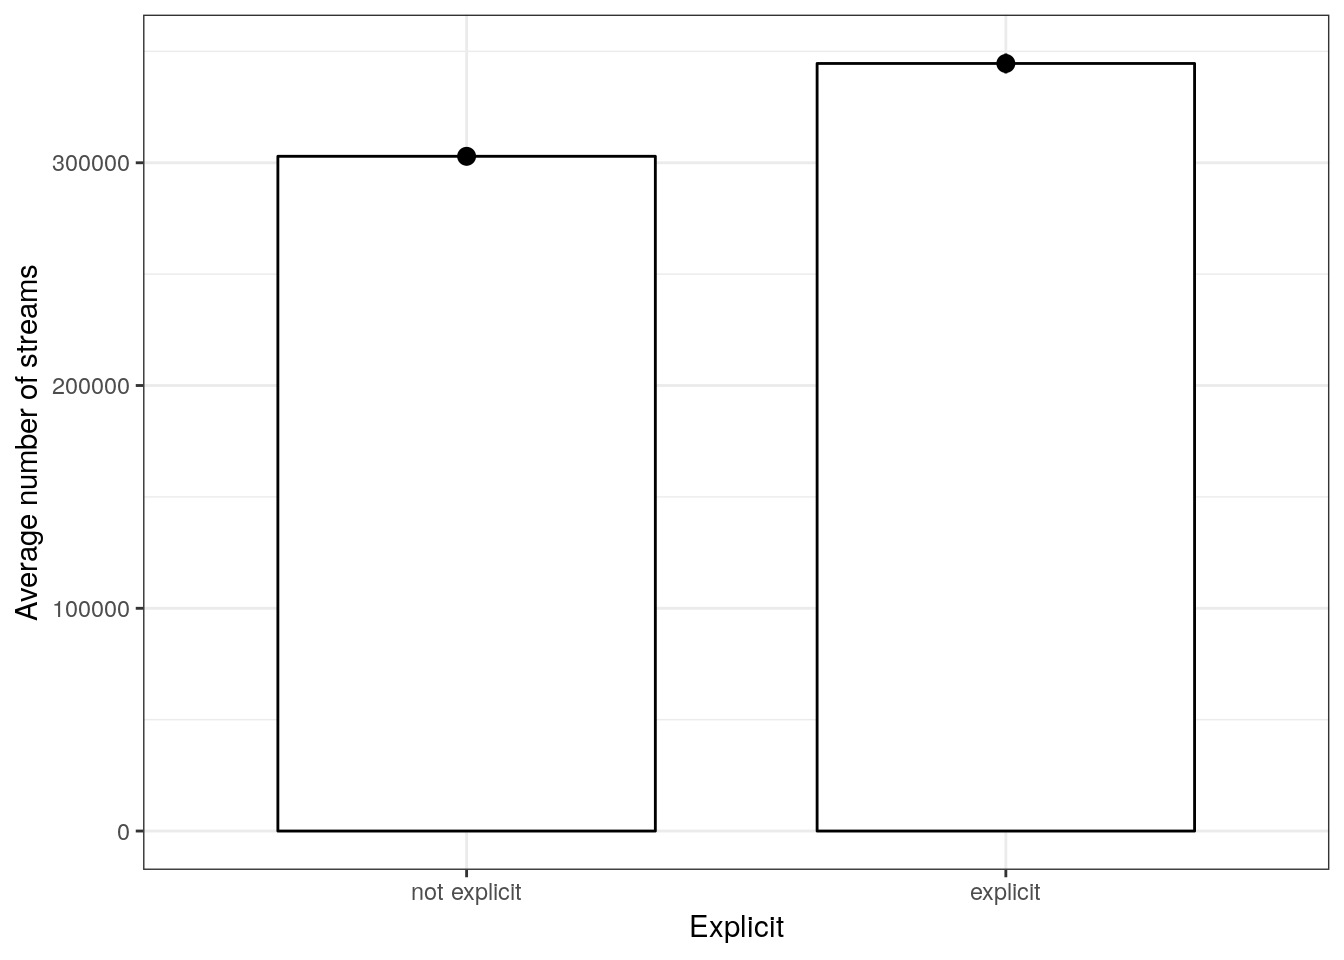 Average number of streams
300000
200000
100000
0
not explicit
explicit
Explicit